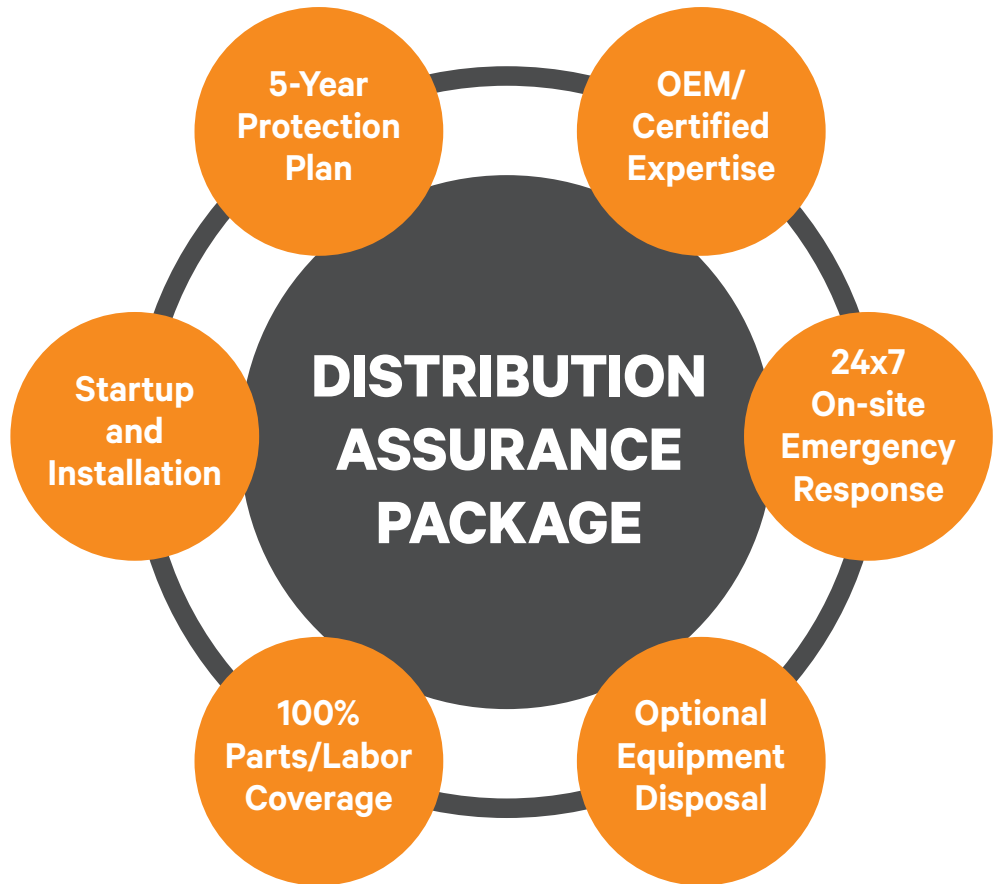 5-Year
Protection
Plan
OEM/
Certified
Expertise
Startup
and
Installation
DISTRIBUTION
ASSURANCE
PACKAGE
24x7
On-site
Emergency
Response
100%
Parts/Labor
Coverage
Optional
Equipment
Disposal